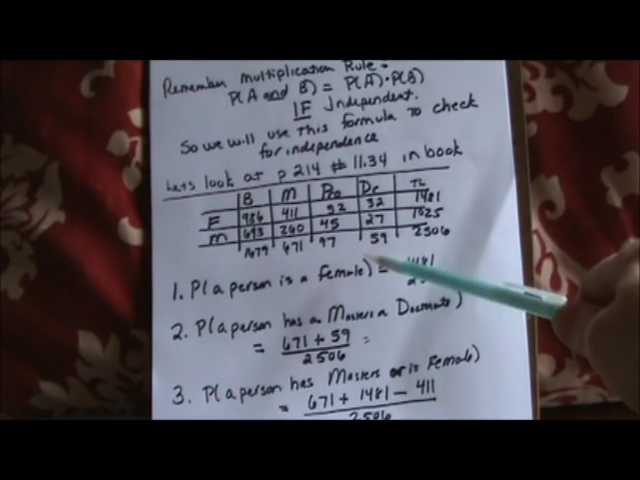 Remember Multiplication Rule:
P(A and B) = P(A)·P(B)
IF Independent.
So we will use this formula to check
for independence
Lets look at p 214 # 11.34 in book
B M Pro Dr TL
F 986 411 52 32 1481
M 693 260 45 27 1025
1679 671 97 59 2506
1. P(a person is a Female) = 1481
2. P(a person has a Masters or Doctorate)
= 671 + 59 =
2506
3. P(a person has Masters or is Female)
= 671 + 1481 - 411
2506